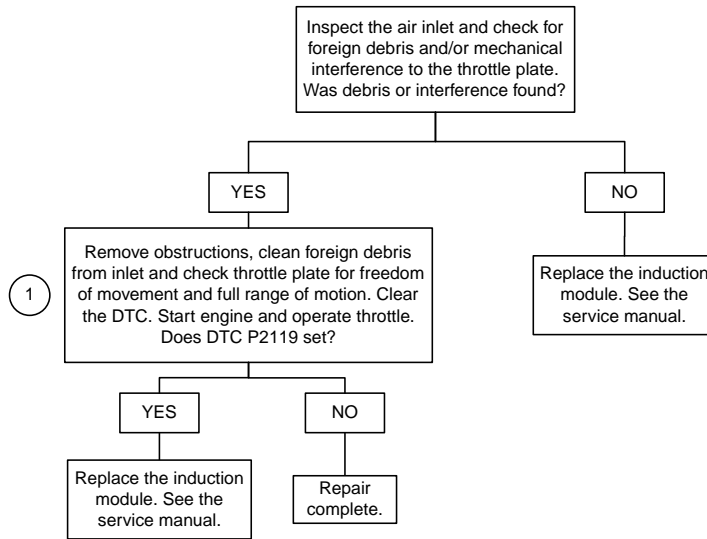 Inspect the air inlet and check for
foreign debris and/or mechanical
interference to the throttle plate.
Was debris or interference found?
YES
NO
1
Remove obstructions, clean foreign debris
from inlet and check throttle plate for freedom
of movement and full range of motion. Clear
the DTC. Start engine and operate throttle.
Does DTC P2119 set?
Replace the induction
module. See the
service manual.
YES
NO
Replace the induction
module. See the
service manual.
Repair
complete.